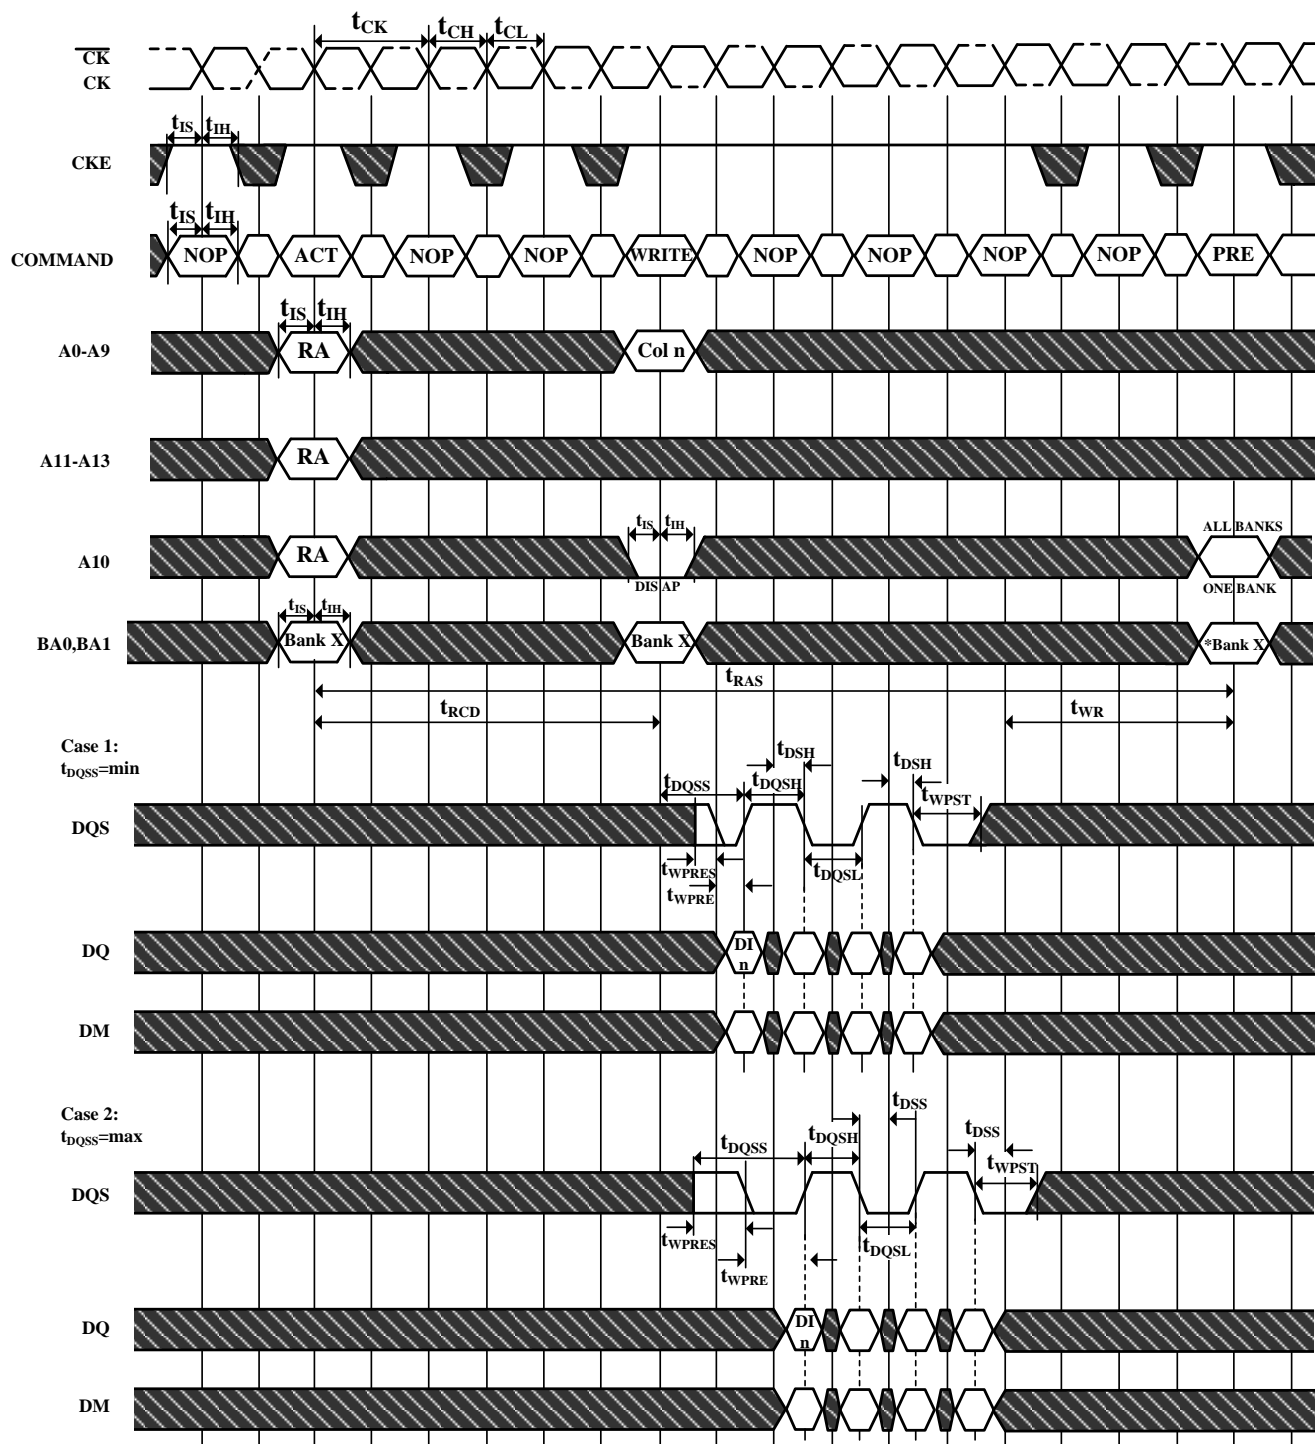 tCK tCH tCL
CK
CK
tIS tIH
CKE
tIS tIH
COMMAND NOP ACT NOP NOP WRITE NOP NOP NOP NOP PRE
tIS tIH
A0-A9 RA Col n
A11-A13 RA
tIS tIH ALL BANKS
A10 RA
DIS AP ONE BANK
tIS tIH
BA0,BA1 Bank X Bank X *Bank X
tRAS
tRCD tWR
Case 1:
tDQSS=min
tDSH tDSH
tDQSS tDQSH tWPST
DQS
tWPRES tDQSL
tWPRE
DQ DI
n
DM
Case 2:
tDQSS=max
tDSS
tDQSS tDQSH tDSS
tWPST
DQS
tWPRES tDQSL
tWPRE
DQ DI
n
DM